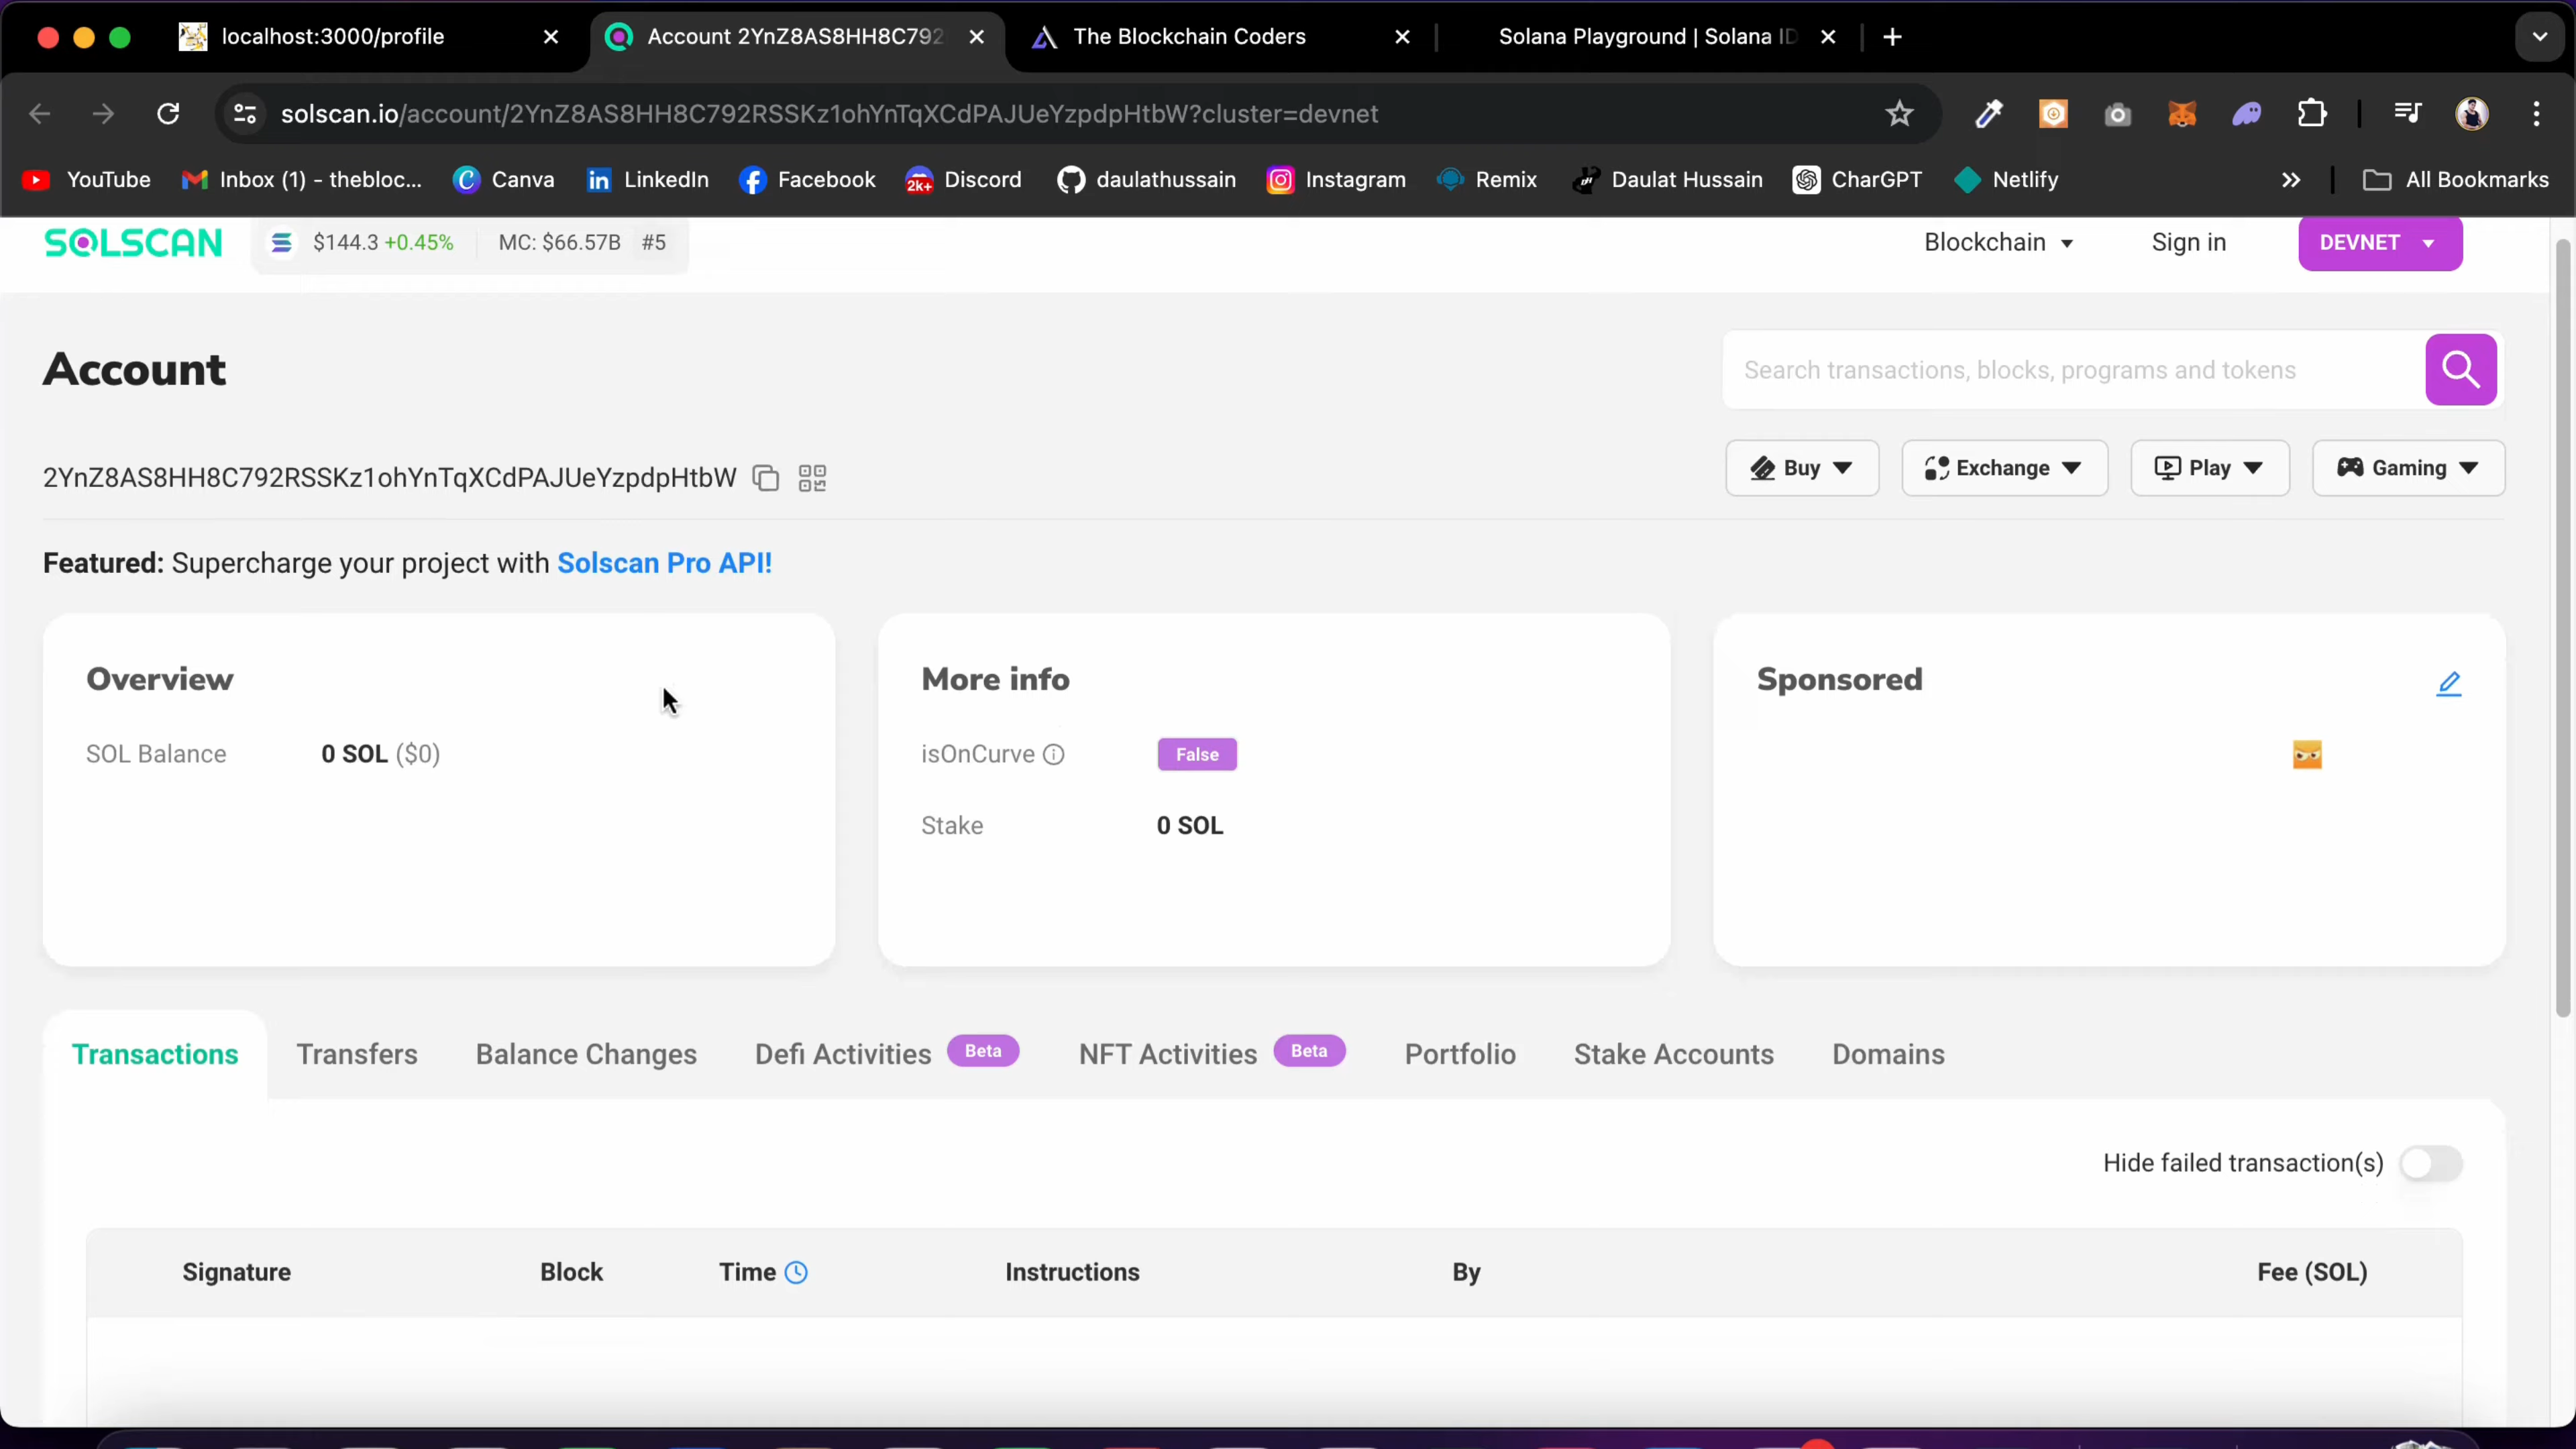 localhost:3000/profile
Account 2YnZ8AS8HH8C792
The Blockchain Coders
Solana Playground | Solana ID
solscan.io/account/2YnZ8AS8HH8C792RSSKz1ohYnTqXCdPAJUeYzpdpHtbW?cluster=devnet
YouTube
Inbox (1) - thebloc...
Canva
LinkedIn
Facebook
2k+
Discord
daulathussain
Instagram
Remix
Daulat Hussain
CharGPT
Netlify
All Bookmarks
SOLSCAN
$144.3 +0.45%
MC: $66.57B
#5
Blockchain
Sign in
DEVNET
Account
Search transactions, blocks, programs and tokens
2YnZ8AS8HH8C792RSSKz1ohYnTqXCdPAJUeYzpdpHtbW
Buy
Exchange
Play
Gaming
Featured: Supercharge your project with Solscan Pro API!
Overview
SOL Balance
0 SOL ($0)
More info
isOnCurve
False
Stake
0 SOL
Sponsored
Transactions
Transfers
Balance Changes
Defi Activities
Beta
NFT Activities
Beta
Portfolio
Stake Accounts
Domains
Hide failed transaction(s)
Signature
Block
Time
Instructions
By
Fee (SOL)